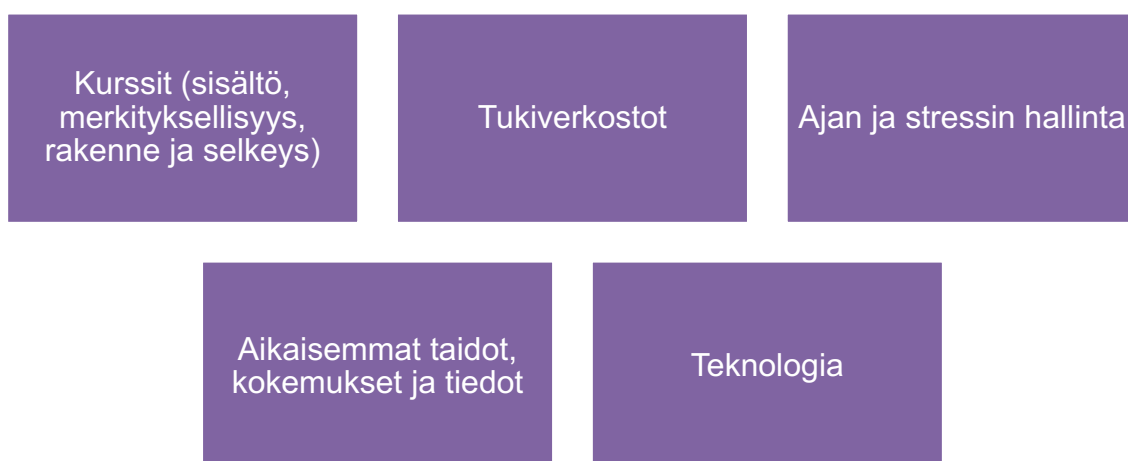 Kurssit (sisältö,
merkityksellisyys,
rakenne ja selkeys)
Tukiverkostot
Ajan ja stressin hallinta
Aikaisemmat taidot,
kokemukset ja tiedot
Teknologia